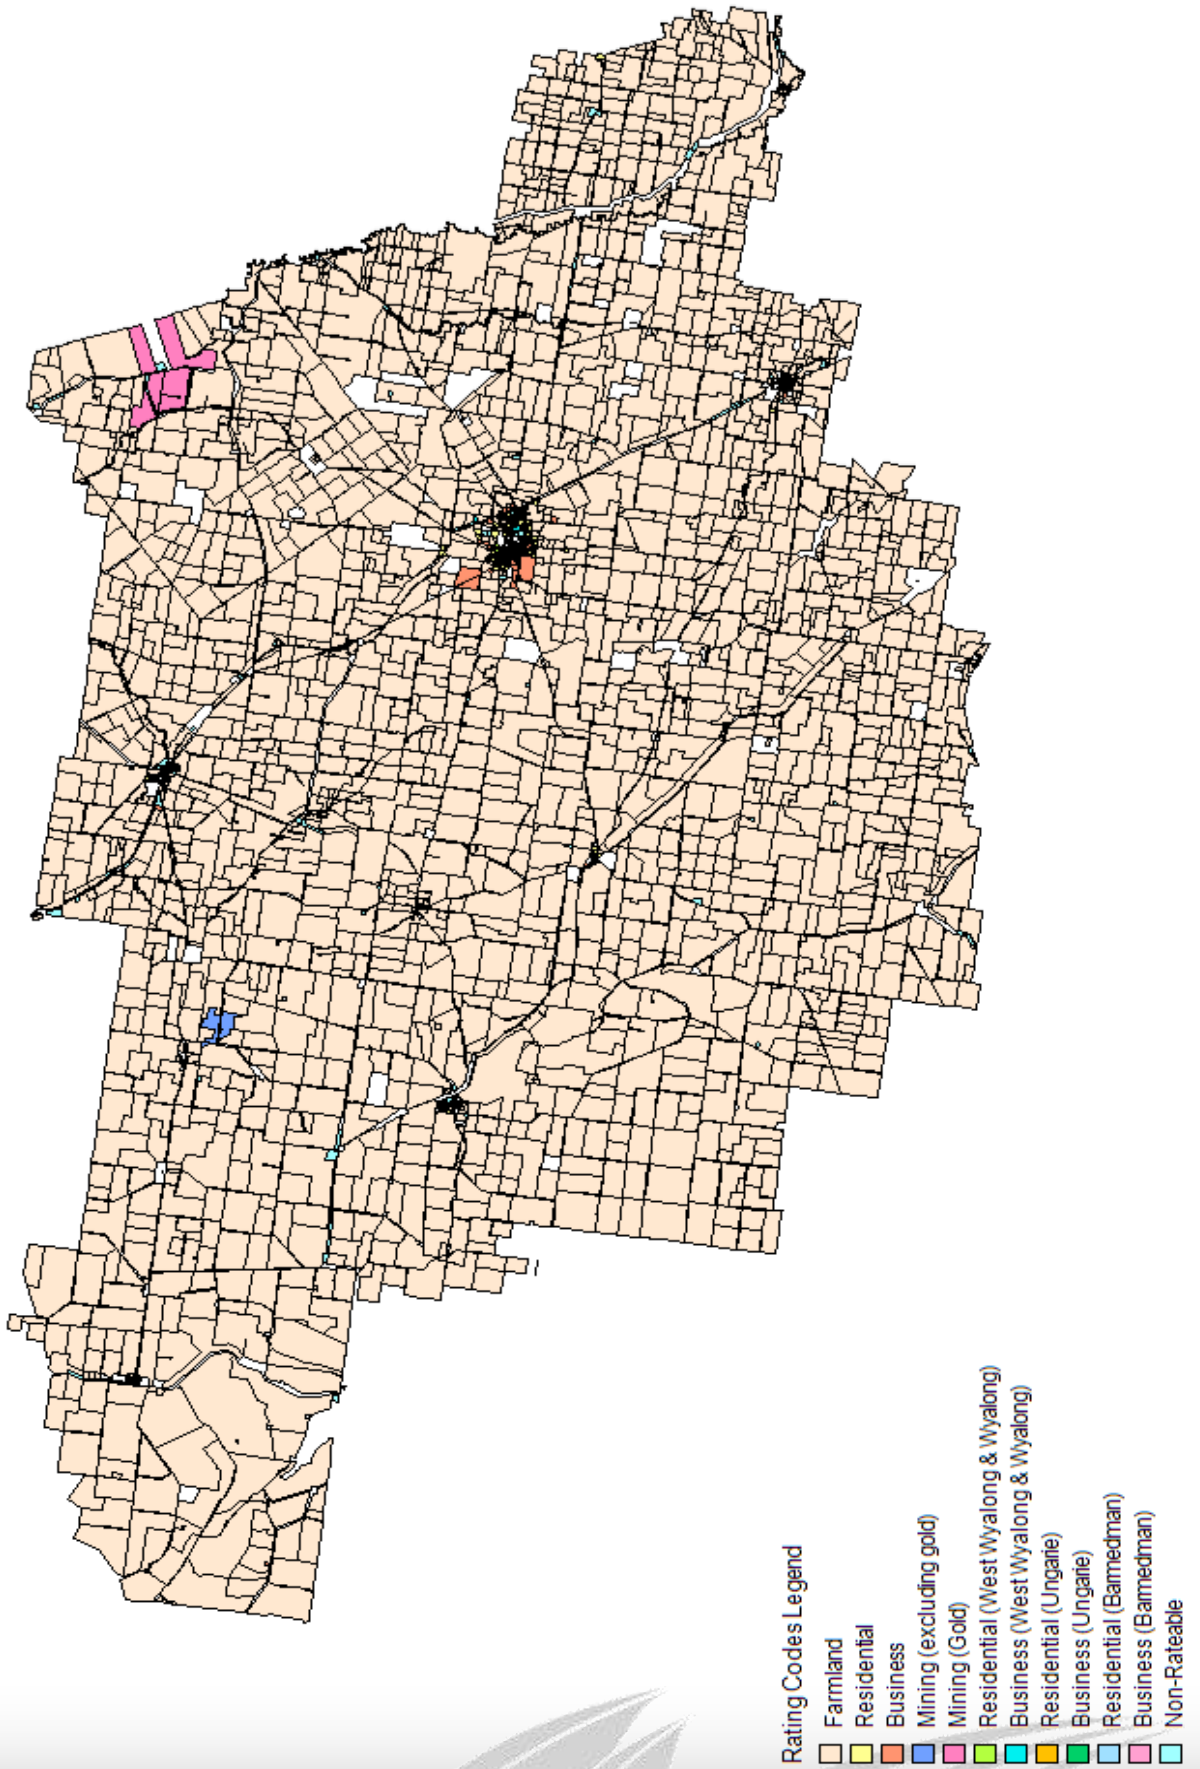 Rating Codes Legend
Farmland
Residential
Business
Mining (excluding gold)
Mining (Gold)
Residential (West Wyalong & Wyalong)
Business (West Wyalong & Wyalong)
Residential (Ungarie)
Business (Ungarie)
Residential (Barmedman)
Business (Barmedman)
Non-Rateable